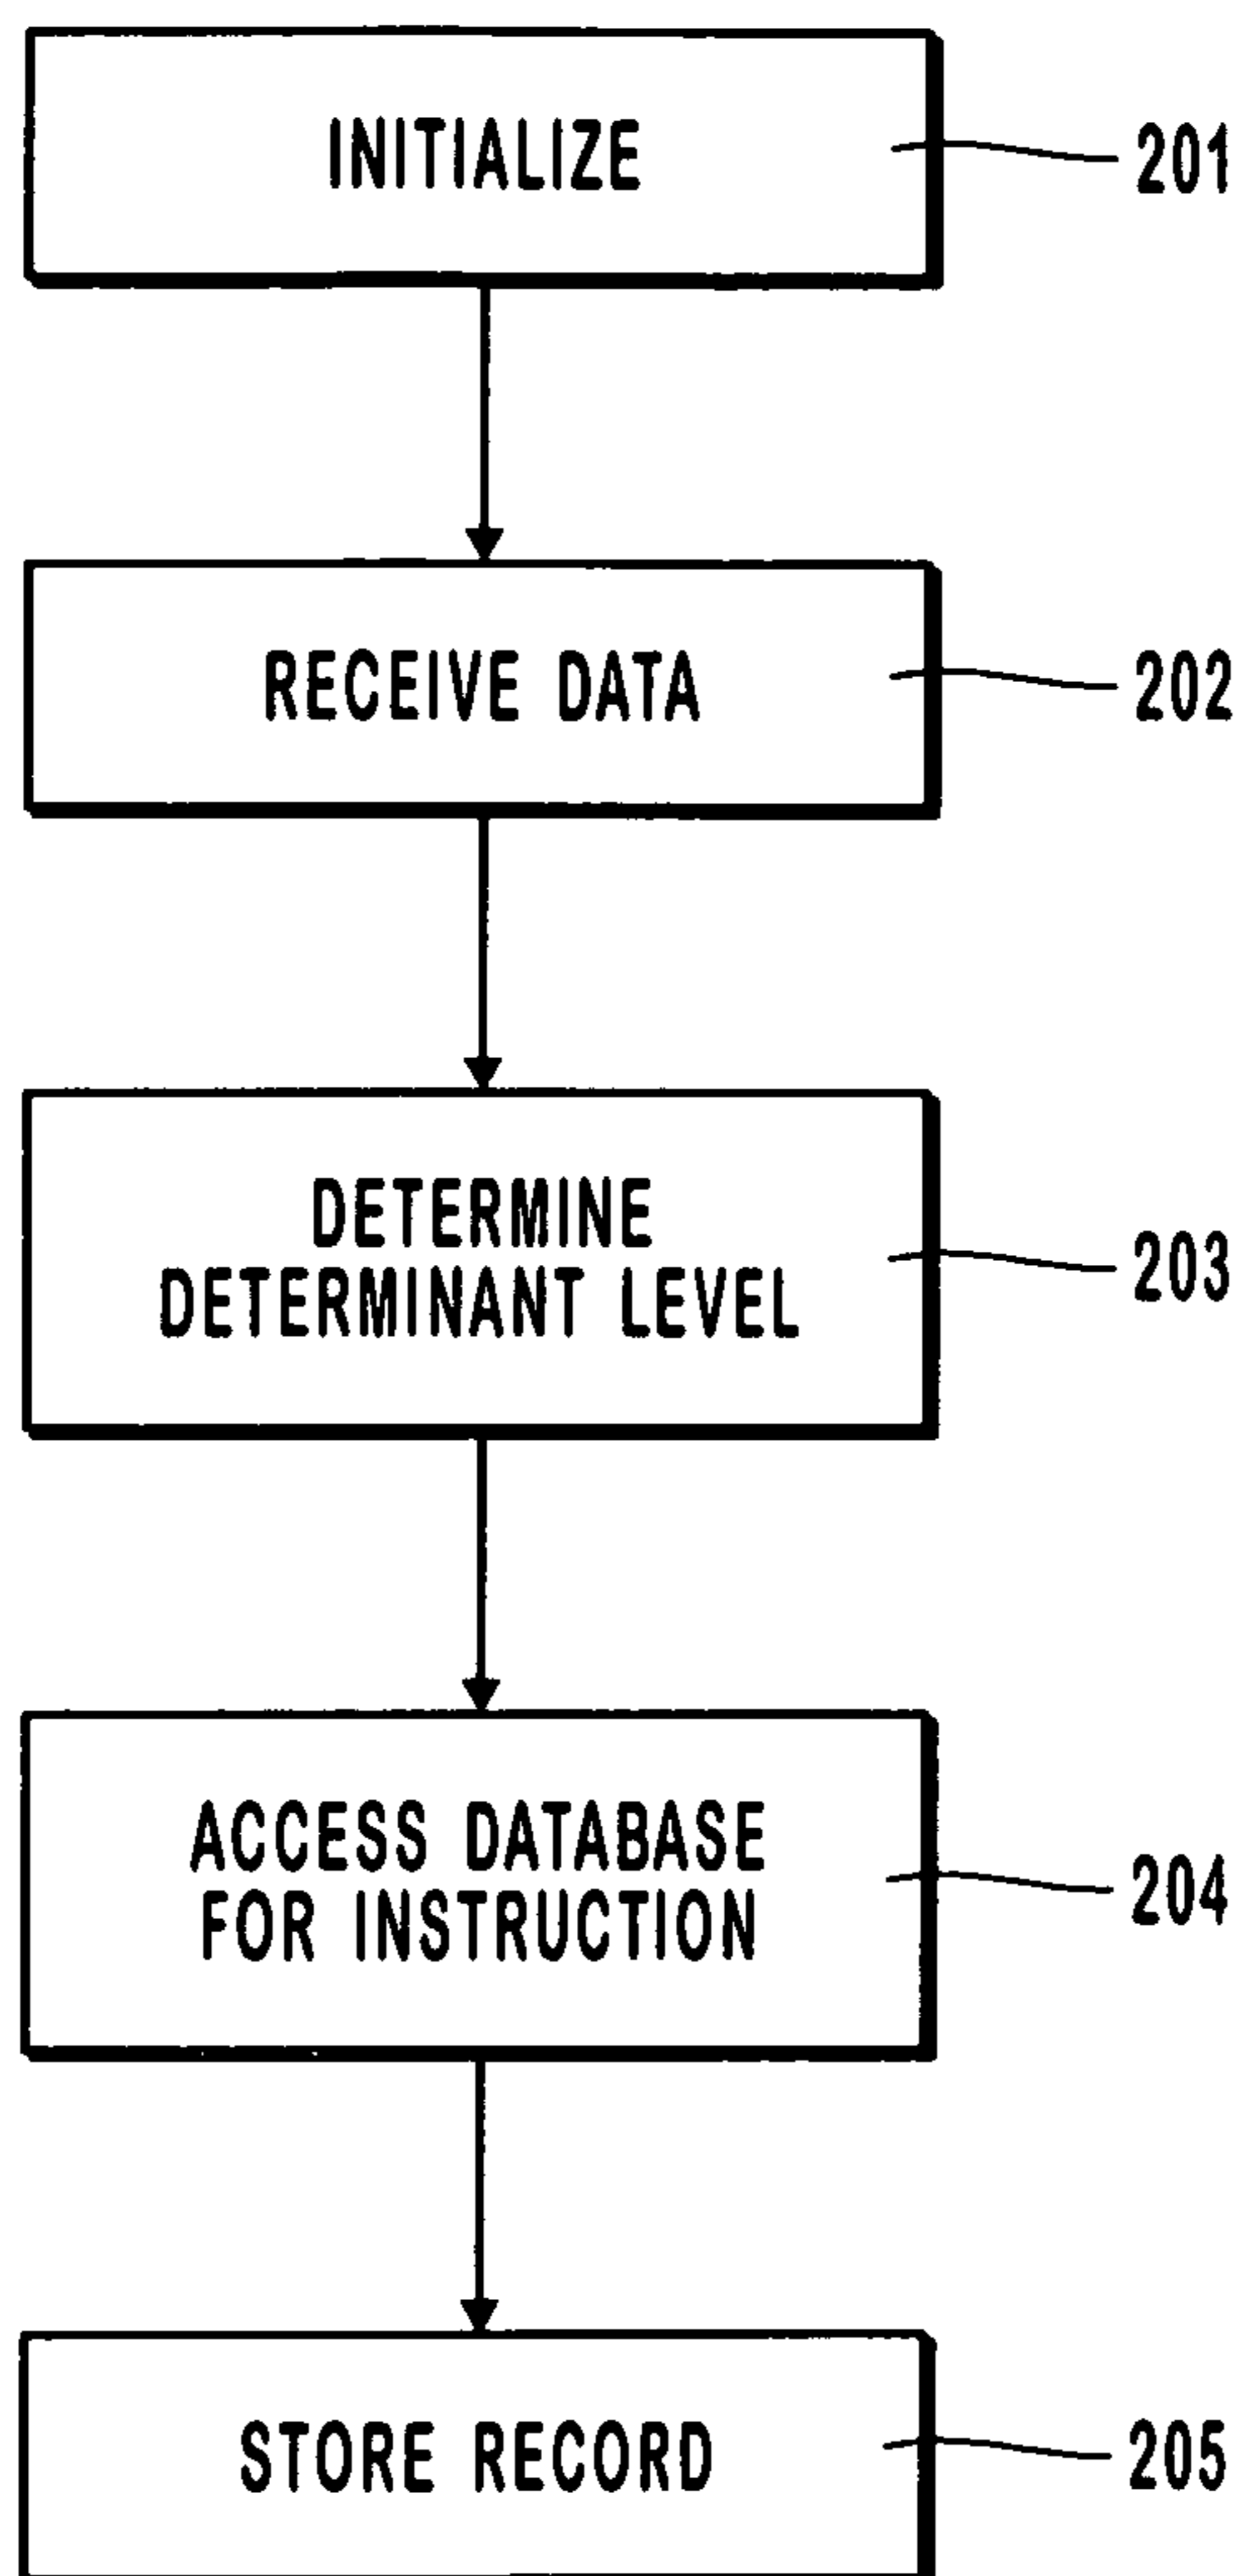 INITIALIZE
201
RECEIVE DATA
202
DETERMINE
DETERMINANT LEVEL
203
ACCESS DATABASE
FOR INSTRUCTION
204
STORE RECORD
205